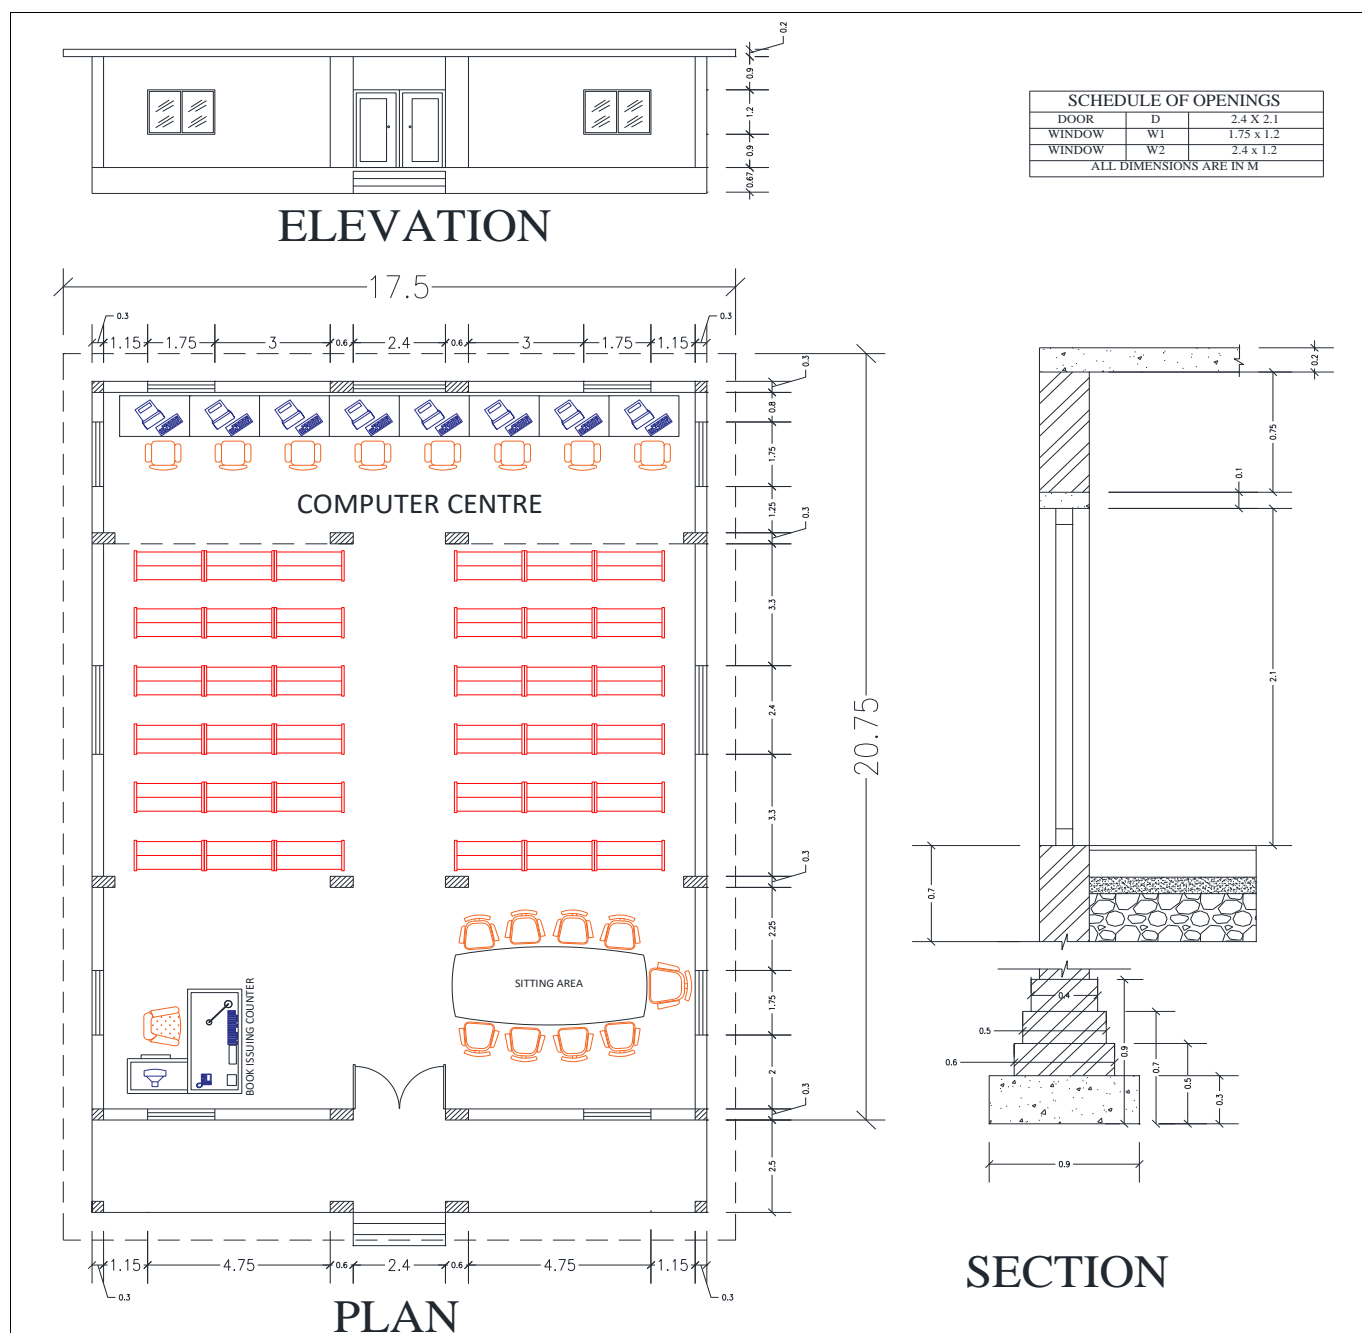 0.2
0.9
1.2
0.9
0.67
SCHEDULE OF OPENINGS
DOOR D 2.4 X 2.1
WINDOW W1 1.75 x 1.2
WINDOW W2 2.4 x 1.2
ALL DIMENSIONS ARE IN M
ELEVATION
17.5
0.3 0.3
1.15 1.75 3 0.6 2.4 0.6 3 1.75 1.15
0.3
0.8
1.75
1.25
0.3
3.3
2.4
3.3
0.3
2.25
1.75
2
0.3
2.5
20.75
COMPUTER CENTRE
SITTING AREA
BOOK ISSUING COUNTER
1.15 4.75 0.6 2.4 0.6 4.75 1.15
0.3 0.3
PLAN
0.2
0.75
0.1
2.1
0.7
0.4
0.5
0.6
0.9
0.7
0.5
0.3
0.9
SECTION